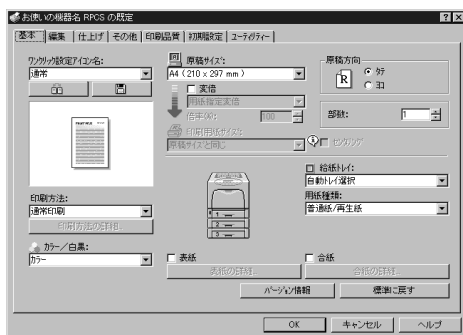 お使いの機器名 RPCS の既定
基本 編集 仕上げ その他 印刷品質 初期設定 ユーティリティー
ワンクリック設定アイコン名:
通常
印刷方法:
通常印刷
印刷方法の詳細...
カラー/白黒:
カラー
原稿サイズ:
A4 (210 x 297 mm)
変倍
用紙指定変倍
倍率(%): 100
印刷用紙サイズ:
原稿サイズと同じ
原稿方向
タテ
ヨコ
部数: 1
給紙トレイ:
自動トレイ選択
用紙種類:
普通紙/再生紙
1
2
3
表紙
表紙の詳細...
合紙
合紙の詳細...
バージョン情報
標準に戻す
OK キャンセル ヘルプ